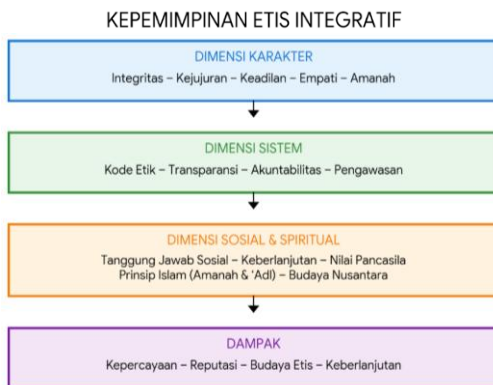 KEPEMIMPINAN ETIS INTEGRATIF
DIMENSI KARAKTER
Integritas – Kejujuran – Keadilan – Empati – Amanah
DIMENSI SISTEM
Kode Etik – Transparansi – Akuntabilitas – Pengawasan
DIMENSI SOSIAL & SPIRITUAL
Tanggung Jawab Sosial – Keberlanjutan – Nilai Pancasila
Prinsip Islam (Amanah & ‘Adl) – Budaya Nusantara
DAMPAK
Kepercayaan – Reputasi – Budaya Etis – Keberlanjutan